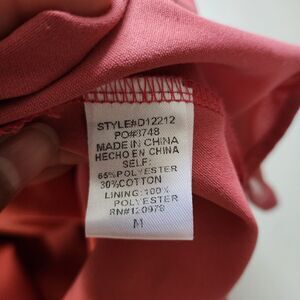 STYLE#D12212
PO#8748
MADE IN CHINA
HECHO EN CHINA
SELF:
65%POLYESTER
30%COTTON
LINING:100%
POLYESTER
RN#120978
M